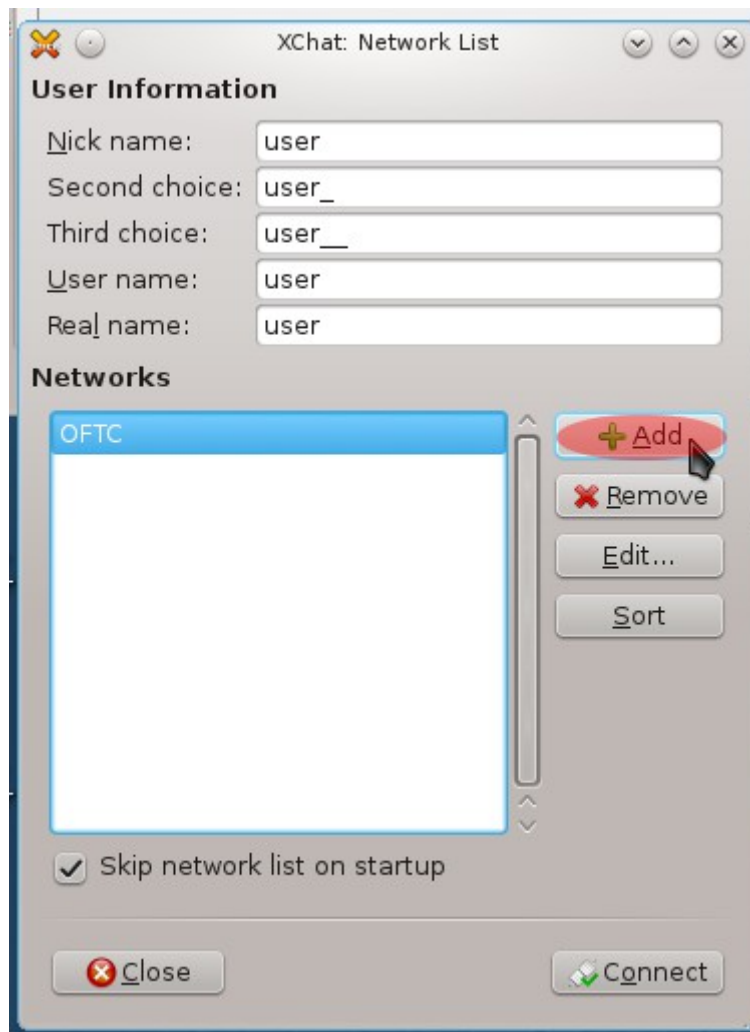 XChat: Network List
User Information
Nick name: user
Second choice: user_
Third choice: user__
User name: user
Real name: user
Networks
OFTC
Add
Remove
Edit...
Sort
Skip network list on startup
Close Connect